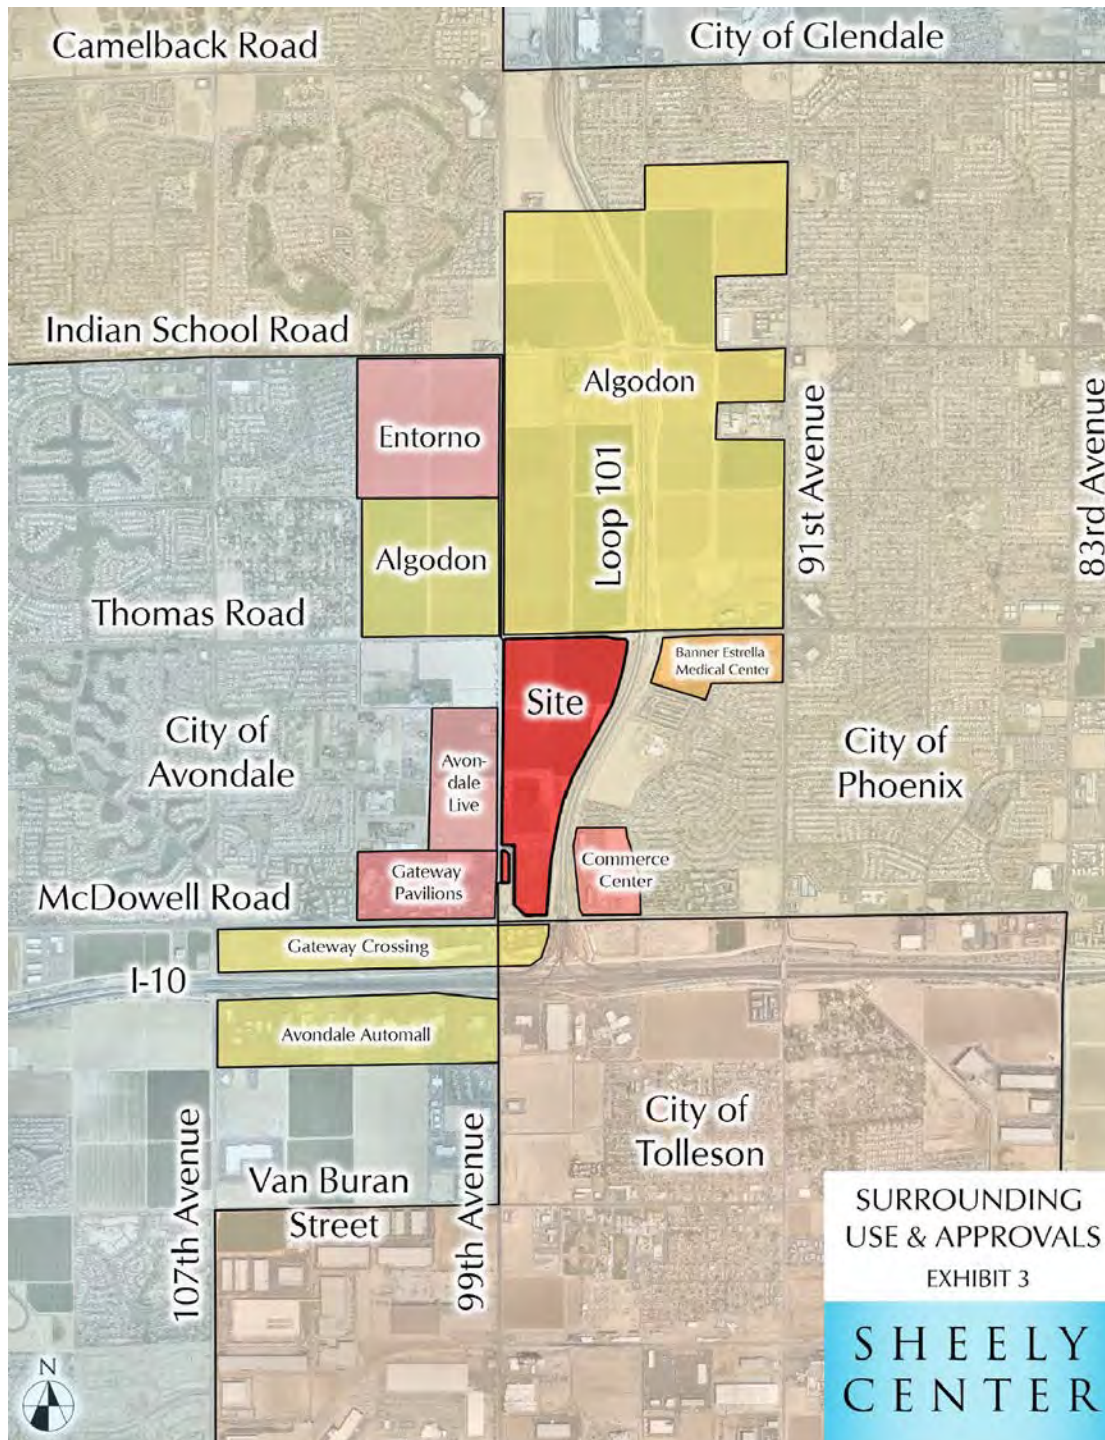 Camelback Road
City of Glendale
Indian School Road
Entorno
Algodon
Algodon
Loop 101
91st Avenue
83rd Avenue
Thomas Road
Banner Estrella
Medical Center
Site
City of
Avondale
Avon-
dale
Live
City of
Phoenix
Gateway
Pavilions
Commerce
Center
McDowell Road
Gateway Crossing
I-10
Avondale Automall
107th Avenue
99th Avenue
City of
Tolleson
Van Buran
Street
SURROUNDING
USE & APPROVALS
EXHIBIT 3
SHEELY
CENTER
N